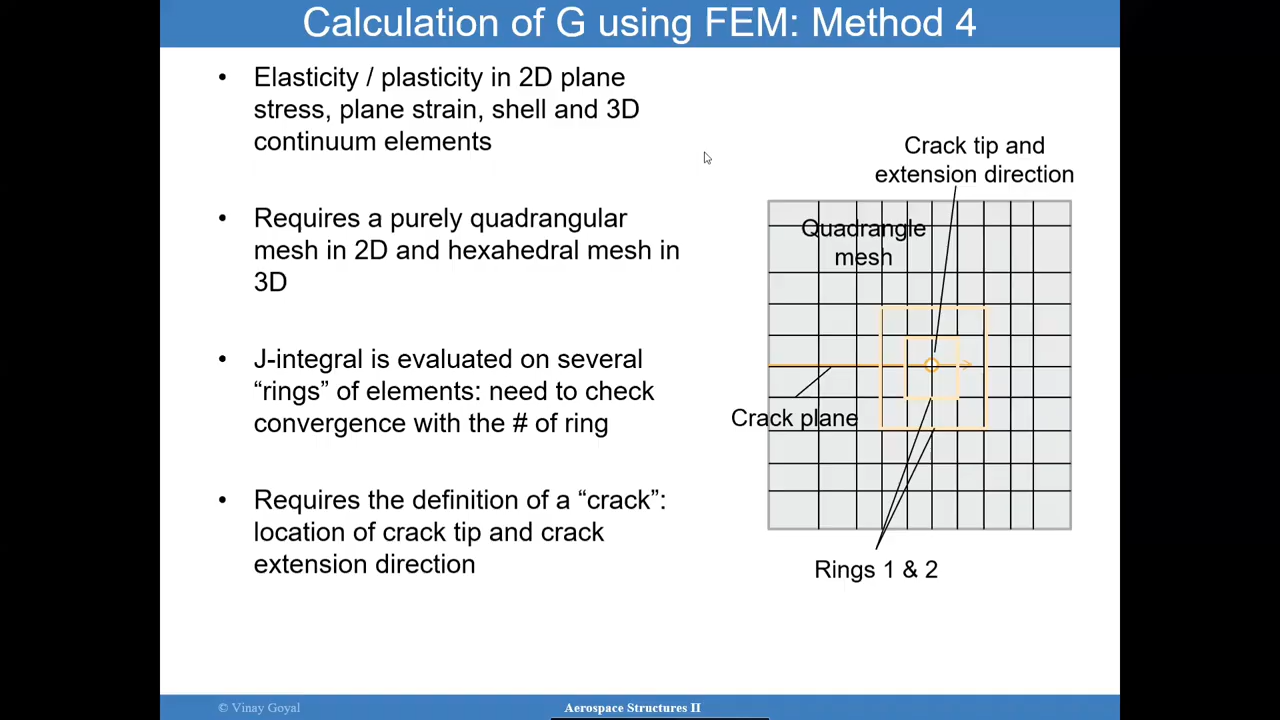 Calculation of G using FEM: Method 4
• Elasticity / plasticity in 2D plane
stress, plane strain, shell and 3D
continuum elements
• Requires a purely quadrangular
mesh in 2D and hexahedral mesh in
3D
• J-integral is evaluated on several
“rings” of elements: need to check
convergence with the # of ring
• Requires the definition of a “crack”:
location of crack tip and crack
extension direction
Crack tip and
extension direction
Quadrangle
mesh
Crack plane
Rings 1 & 2
© Vinay Goyal
Aerospace Structures II